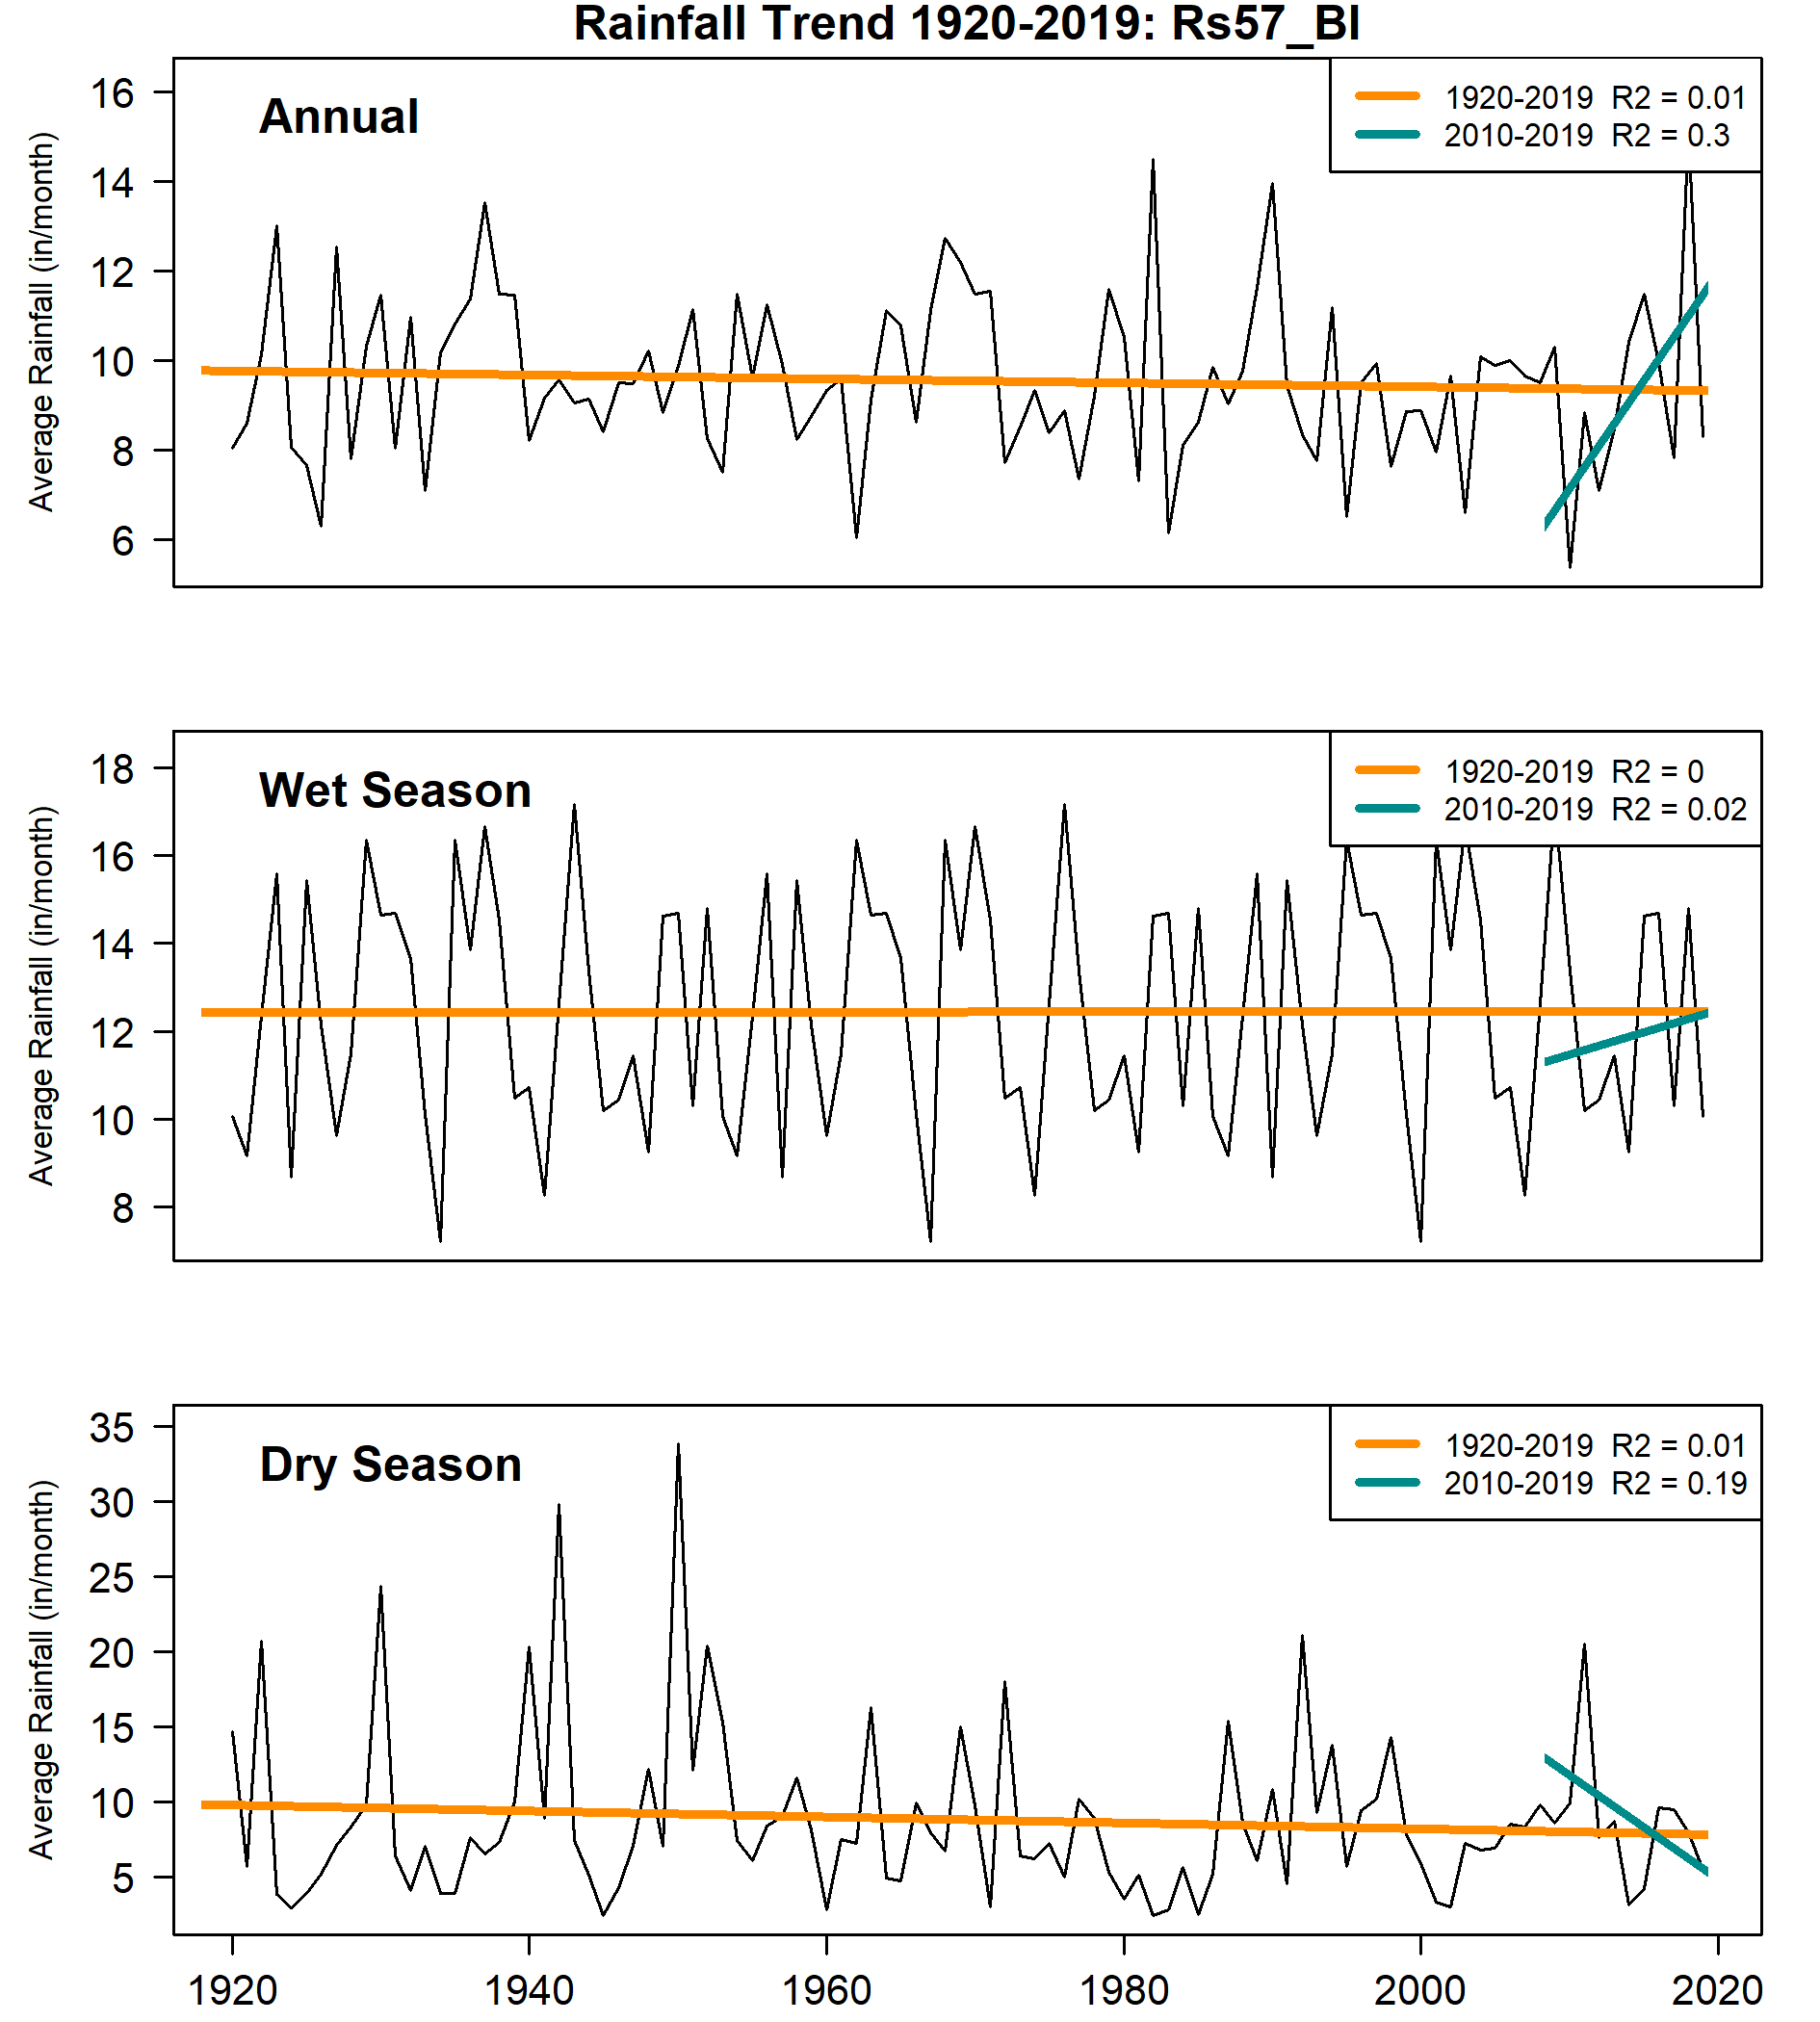 Rainfall Trend 1920-2019: Rs57_BI
Annual
1920-2019 R2 = 0.01
2010-2019 R2 = 0.3
Average Rainfall (in/month)
16
14
12
10
8
6
Wet Season
1920-2019 R2 = 0
2010-2019 R2 = 0.02
Average Rainfall (in/month)
18
16
14
12
10
8
Dry Season
1920-2019 R2 = 0.01
2010-2019 R2 = 0.19
Average Rainfall (in/month)
35
30
25
20
15
10
5
1920 1940 1960 1980 2000 2020